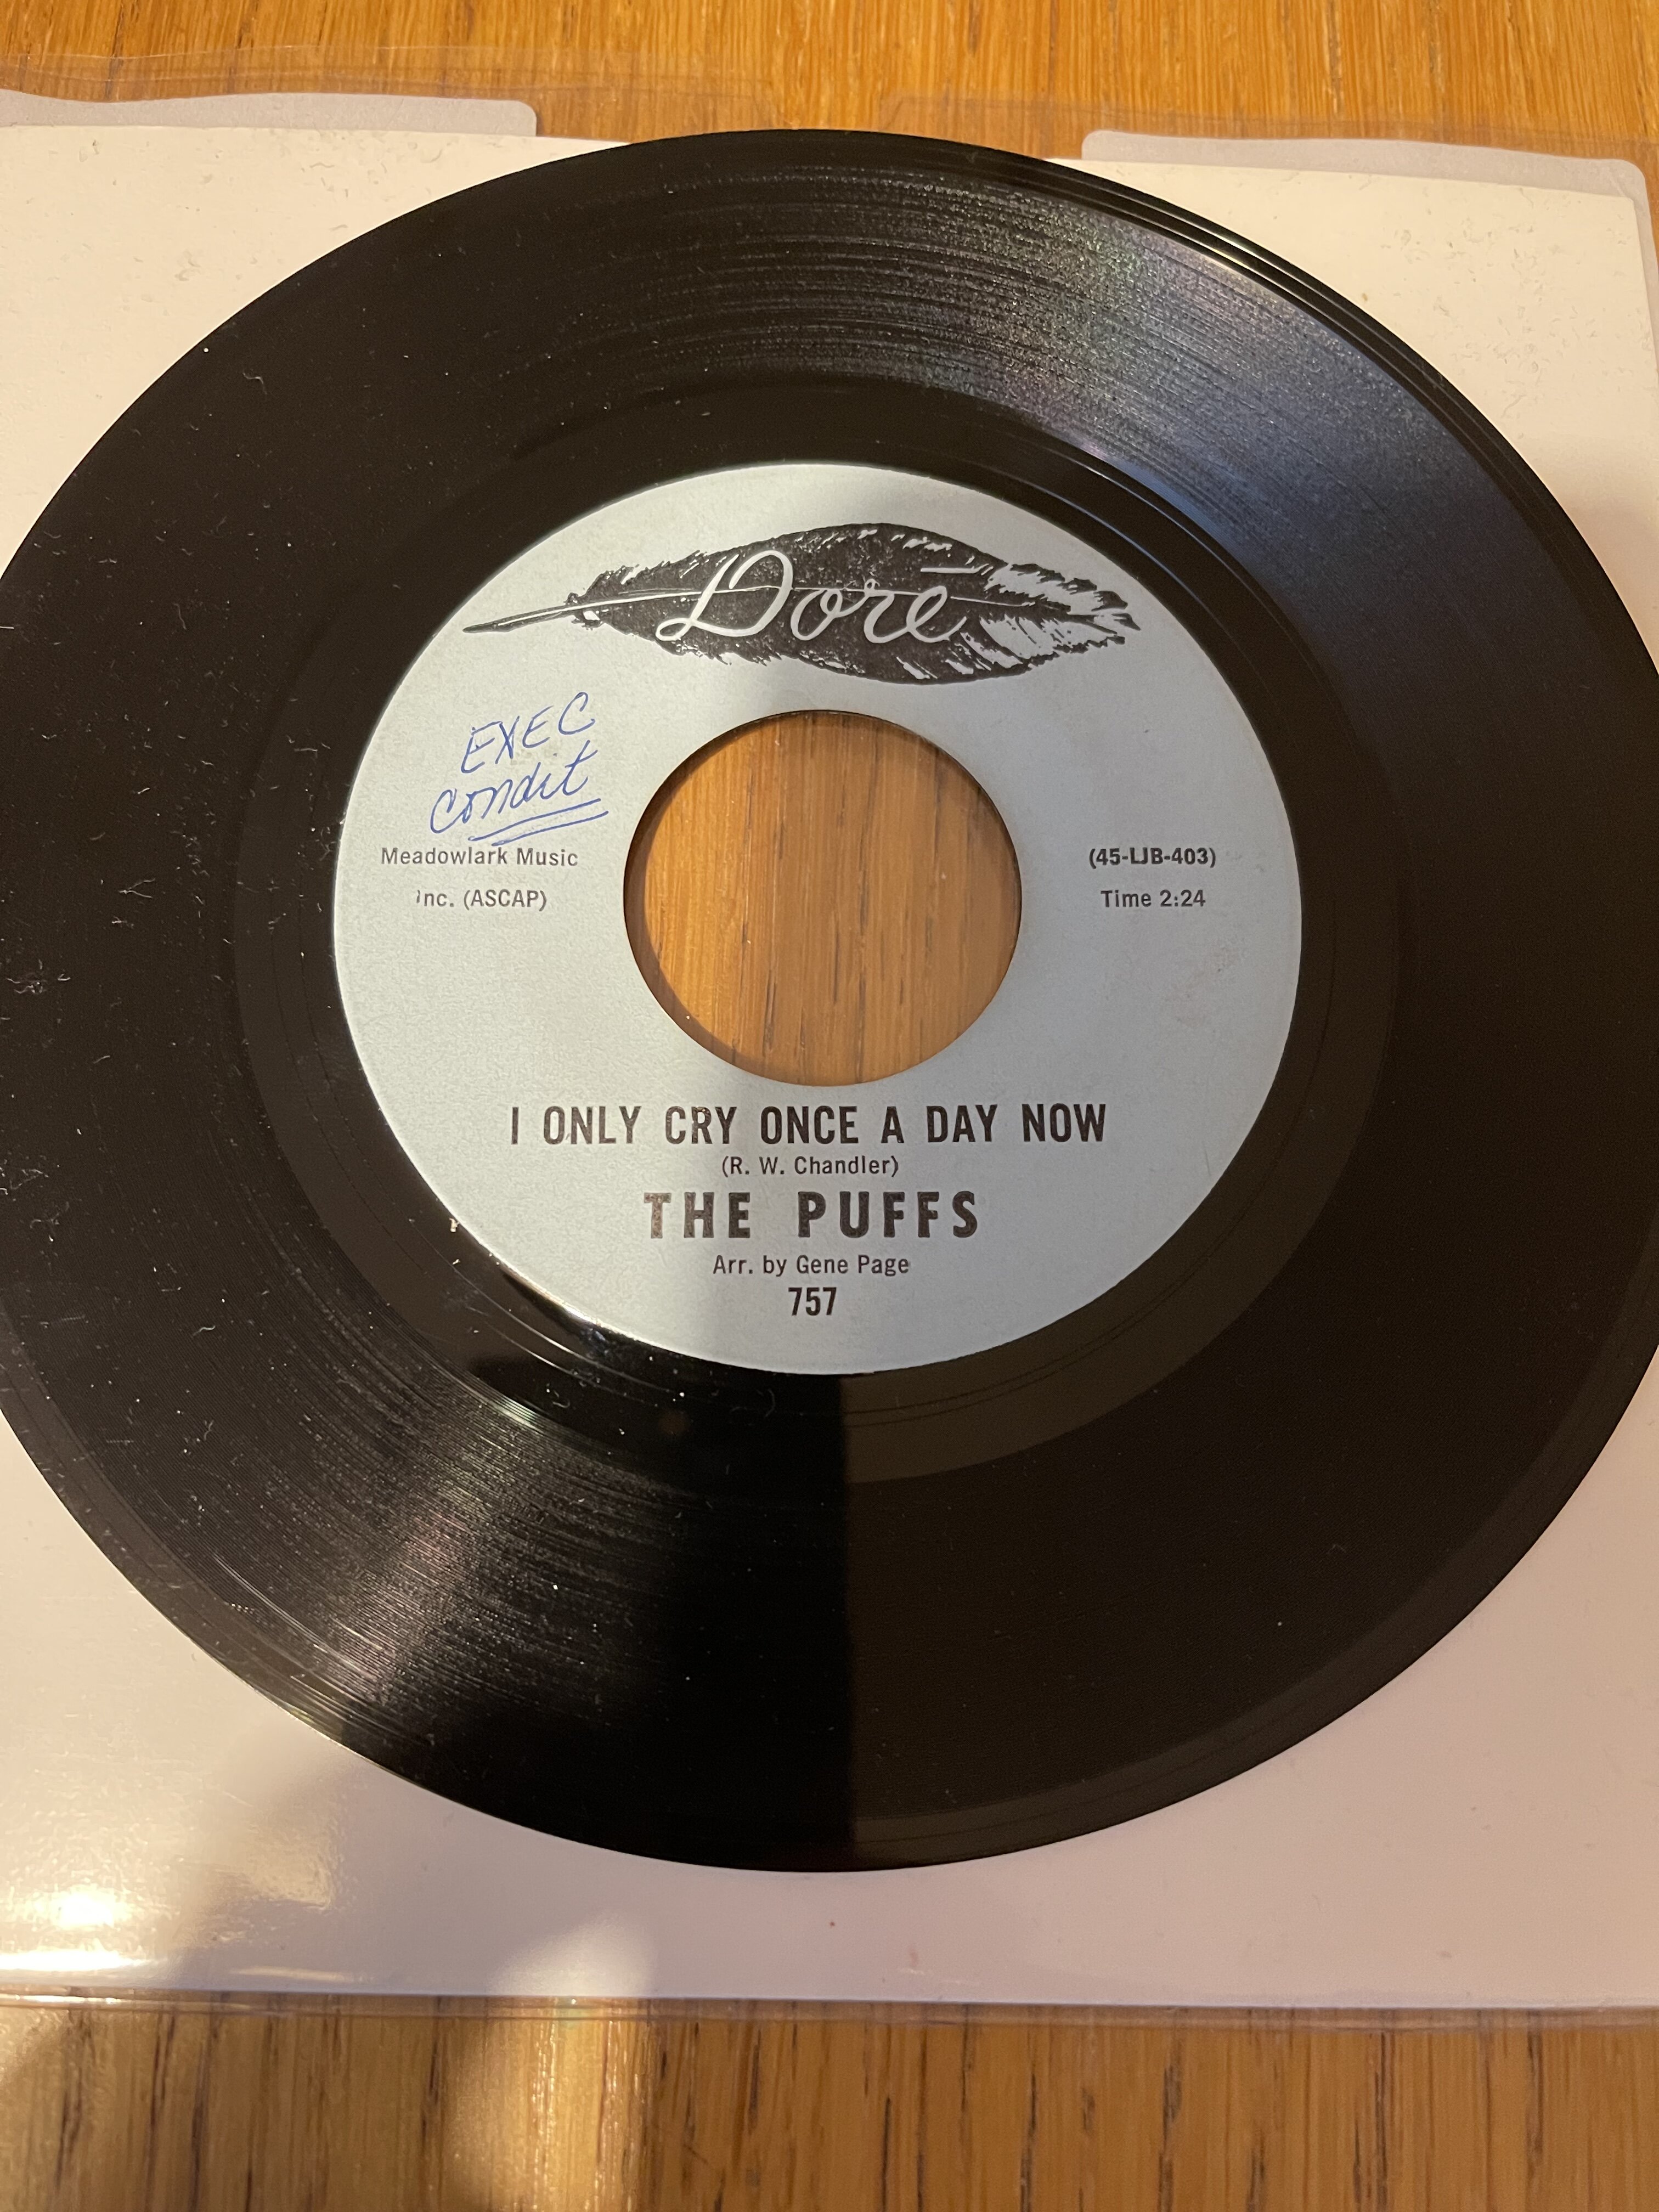 Doré
EXEC
Condit
Meadowlark Music
Inc. (ASCAP)
(45-LJB-403)
Time 2:24
I ONLY CRY ONCE A DAY NOW
(R. W. Chandler)
THE PUFFS
Arr. by Gene Page
757